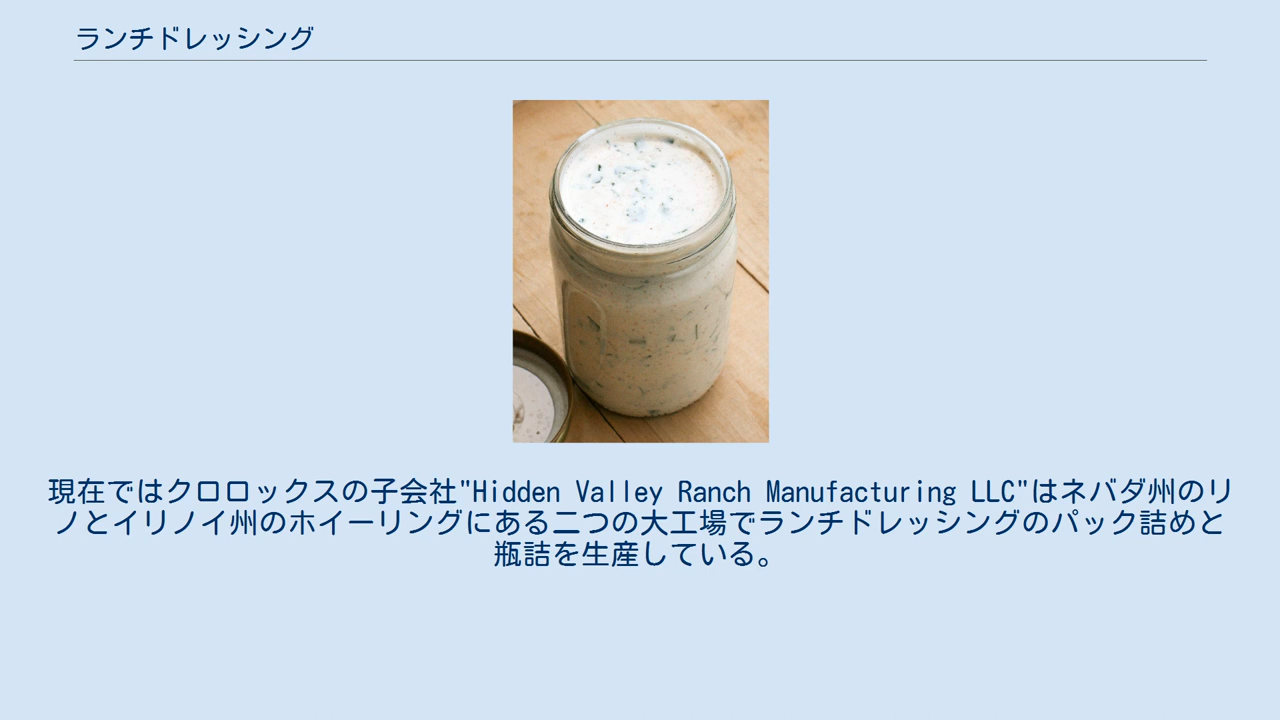 ランチドレッシング
現在ではクロロックスの子会社"Hidden Valley Ranch Manufacturing LLC"はネバダ州のリ
ノとイリノイ州のホイーリングにある二つの大工場でランチドレッシングのパック詰めと
瓶詰を生産している。